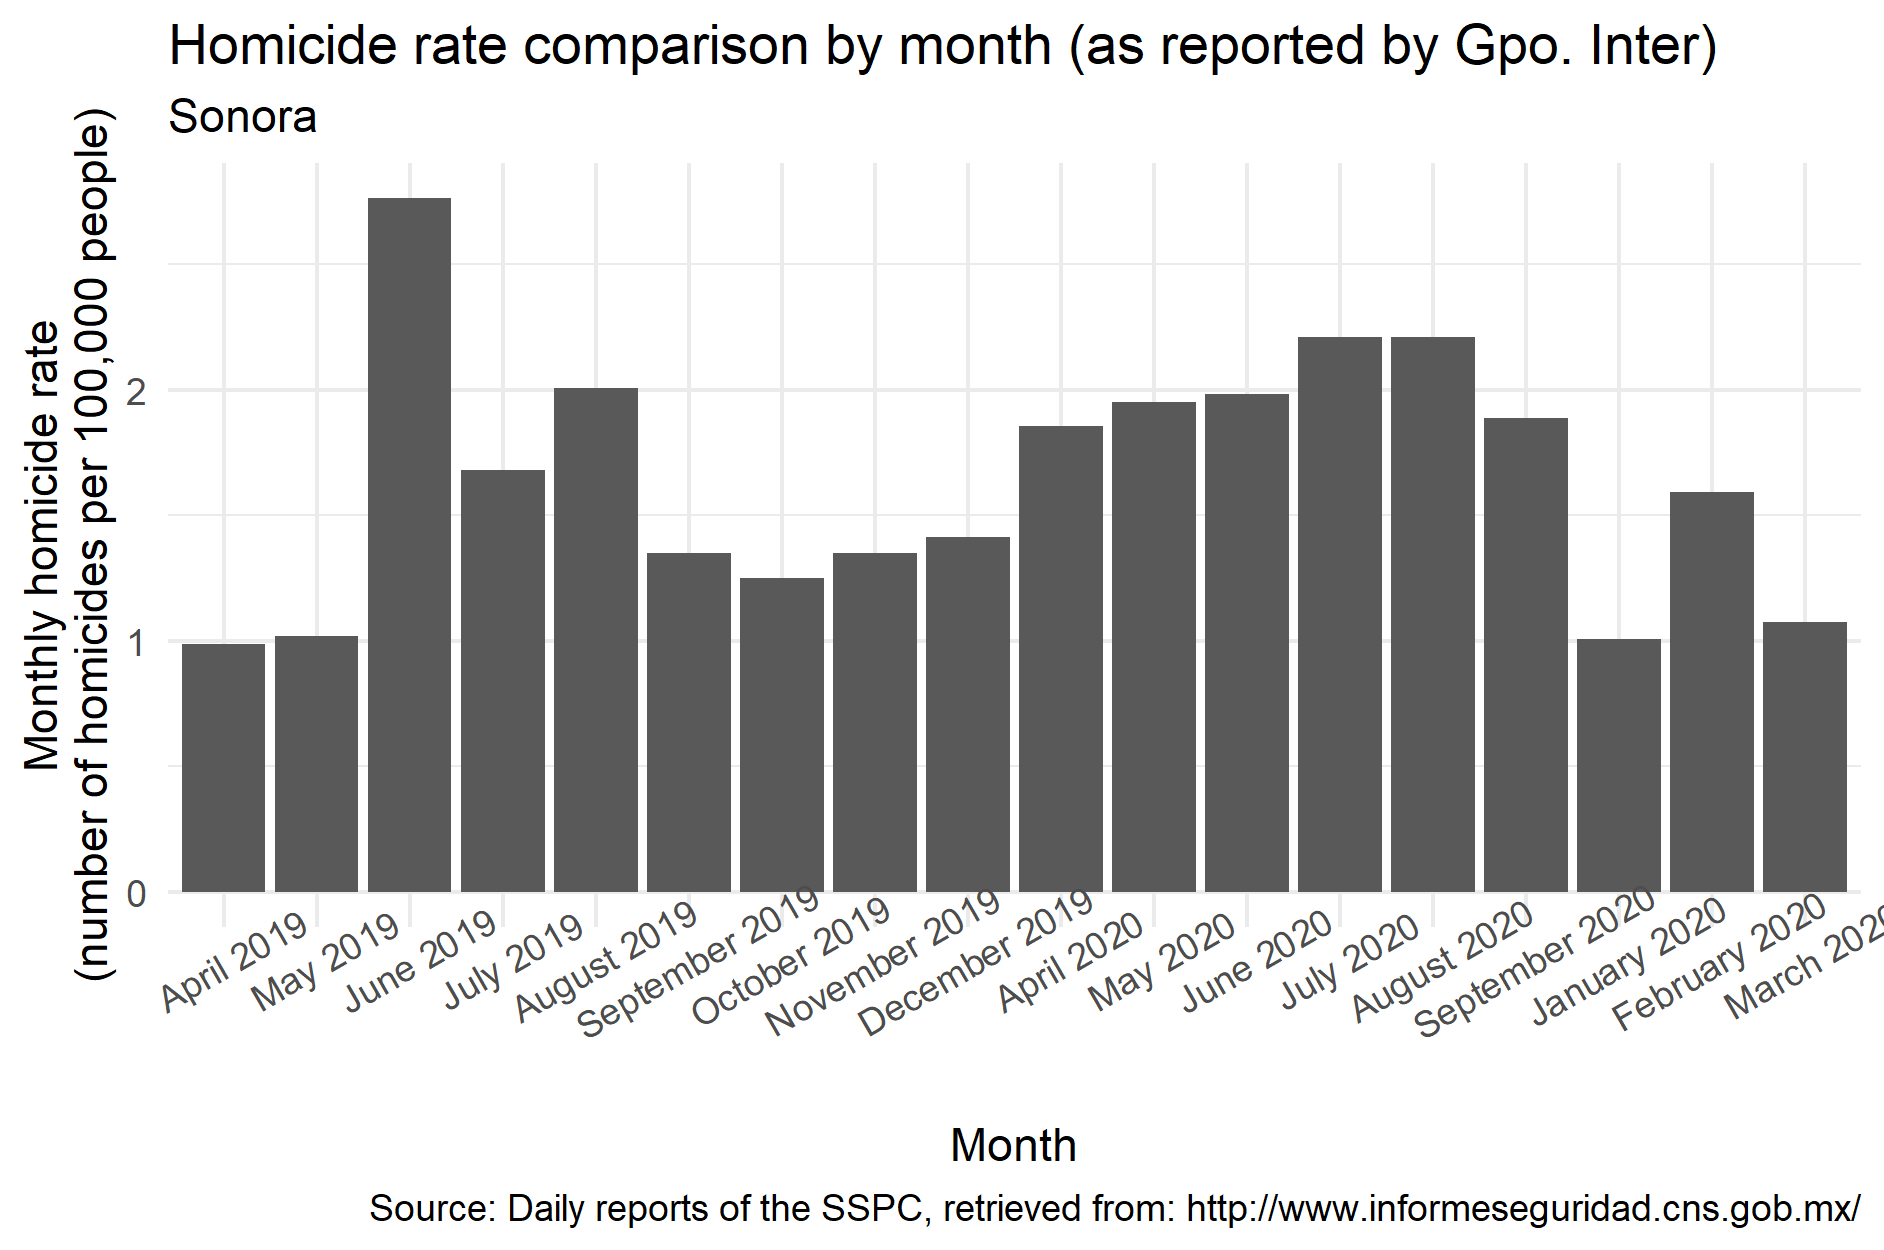 Homicide rate comparison by month (as reported by Gpo. Inter)
Sonora
Monthly homicide rate
(number of homicides per 100,000 people)
2
1
0
April 2019
May 2019
June 2019
July 2019
August 2019
September 2019
October 2019
November 2019
December 2019
April 2020
May 2020
June 2020
July 2020
August 2020
September 2020
January 2020
February 2020
March 2020
Month
Source: Daily reports of the SSPC, retrieved from: http://www.informeseguridad.cns.gob.mx/